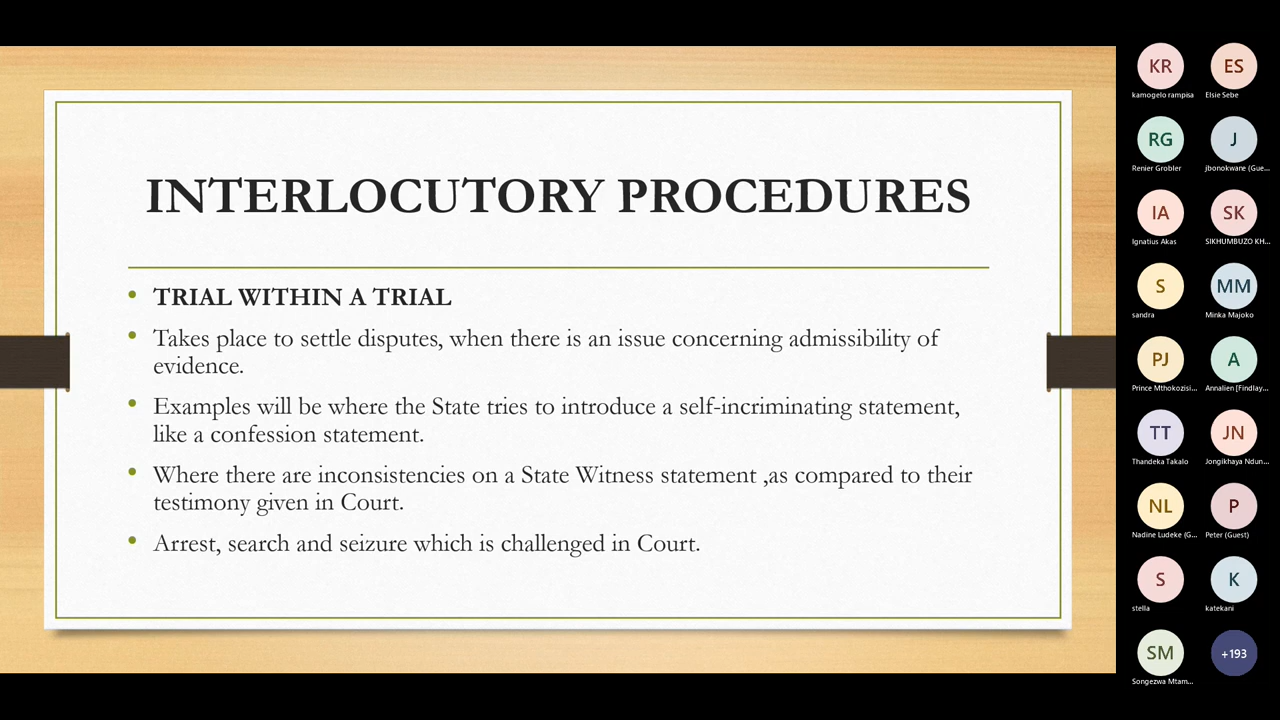 INTERLOCUTORY PROCEDURES
• TRIAL WITHIN A TRIAL
• Takes place to settle disputes, when there is an issue concerning admissibility of
evidence.
• Examples will be where the State tries to introduce a self-incriminating statement,
like a confession statement.
• Where there are inconsistencies on a State Witness statement ,as compared to their
testimony given in Court.
• Arrest, search and seizure which is challenged in Court.
KR ES
kamogelo rampisa Elsie Sebe
RG J
Renier Grobler jbonokwane (Gue...
IA SK
Ignatius Akas SIKHUMBUZO KH...
S MM
sandra Minka Majoko
PJ A
Prince Mthokozisi... Annalien [Findlay...
TT JN
Thandeka Takalo Jongikhaya Ndun...
NL P
Nadine Ludeke (G... Peter (Guest)
S K
stella katekani
SM +193
Songezwa Mtam...